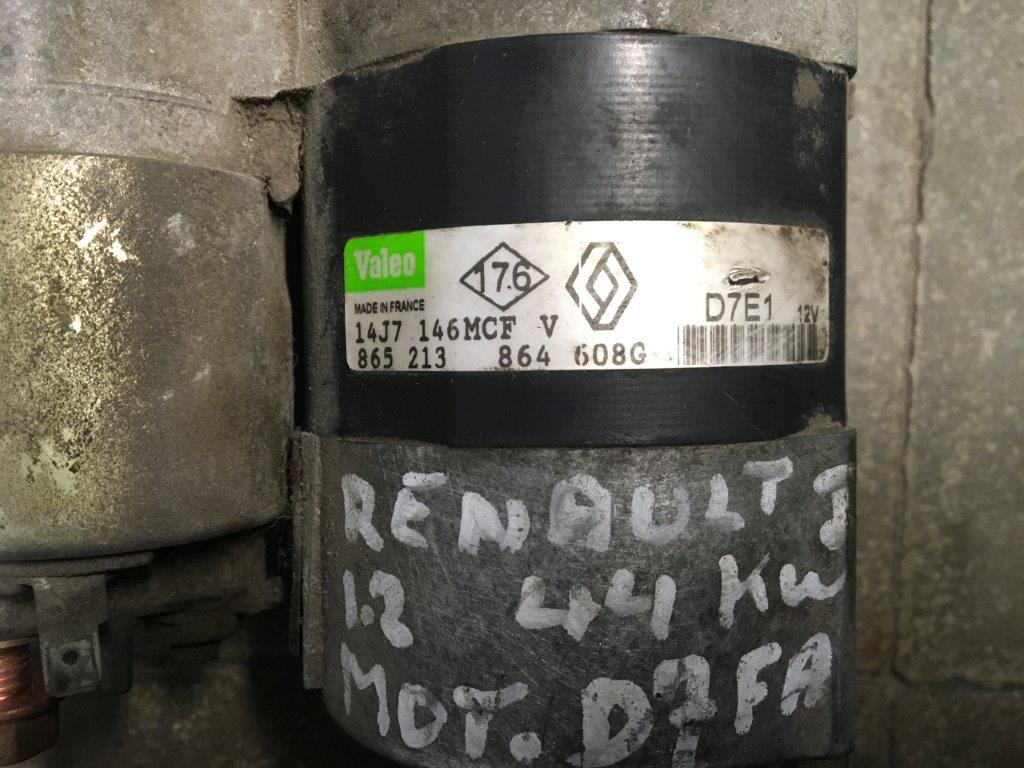 Valeo
17.6
MADE IN FRANCE
D7E1 12V
14J7 146MCF V
865 213 864 608G
RENAULT
1.2 44 KW
MOT. D7FA